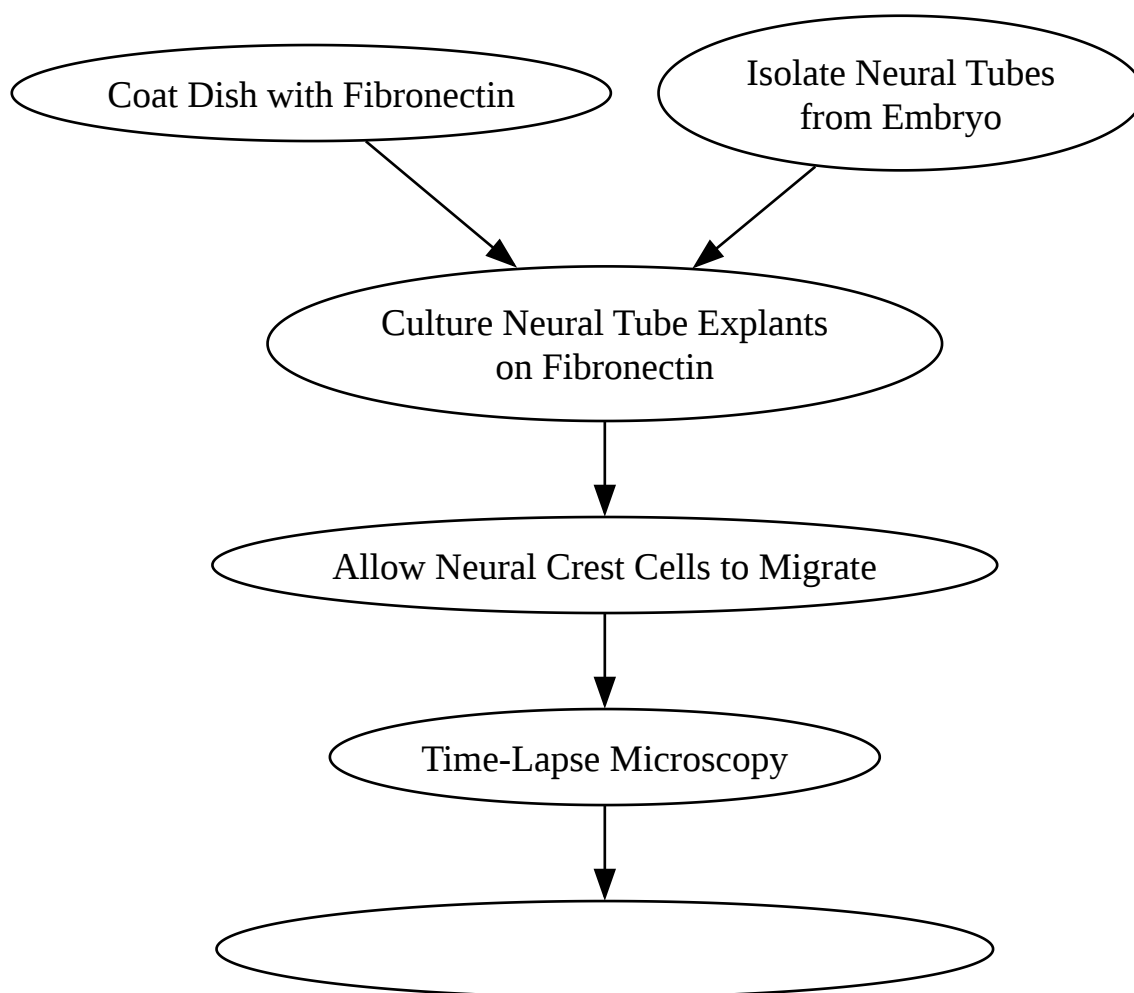 Coat Dish with Fibronectin
Isolate Neural Tubes
from Embryo
Culture Neural Tube Explants
on Fibronectin
Allow Neural Crest Cells to Migrate
Time-Lapse Microscopy